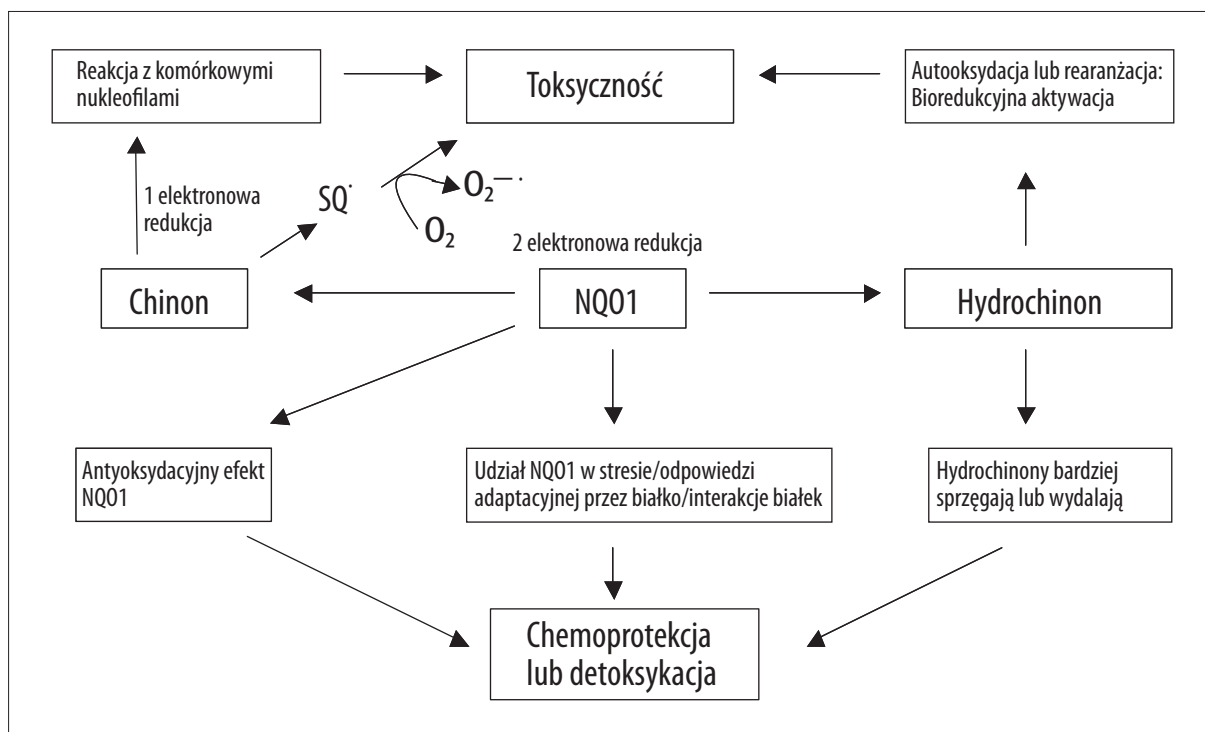 Reakcja z komórkowymi
nukleofilami
Toksyczność
Autooksydacja lub rearanżacja:
Bioredukcyjna aktywacja
1 elektronowa
redukcja
SQ˙
O₂⁻·
O₂
2 elektronowa redukcja
Chinon
NQO1
Hydrochinon
Antyoksydacyjny efekt
NQO1
Udział NQO1 w stresie/odpowiedzi
adaptacyjnej przez białko/interakcje białek
Hydrochinony bardziej
sprzęgają lub wydalają
Chemoprotekcja
lub detoksykacja